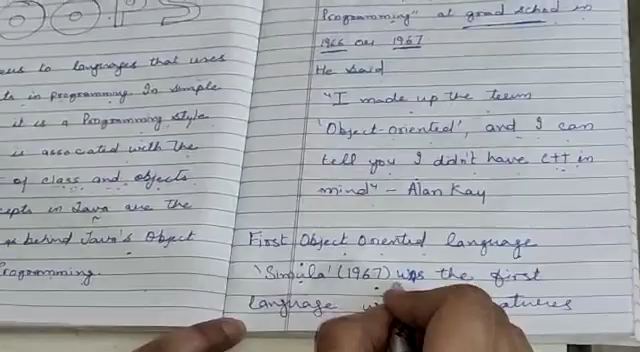 OOPS
to languages that uses
in programming. In simple
it is a Programming style
is associated with the
of class and objects
in Java are the
behind Java's Object
Programming.
Programming" at grad school in
1966 or 1967
He said
"I made up the term
'Object-oriented', and I can
tell you I didn't have C++ in
mind" - Alan Kay
First Object Oriented language
'Simula' (1967) was the first
language